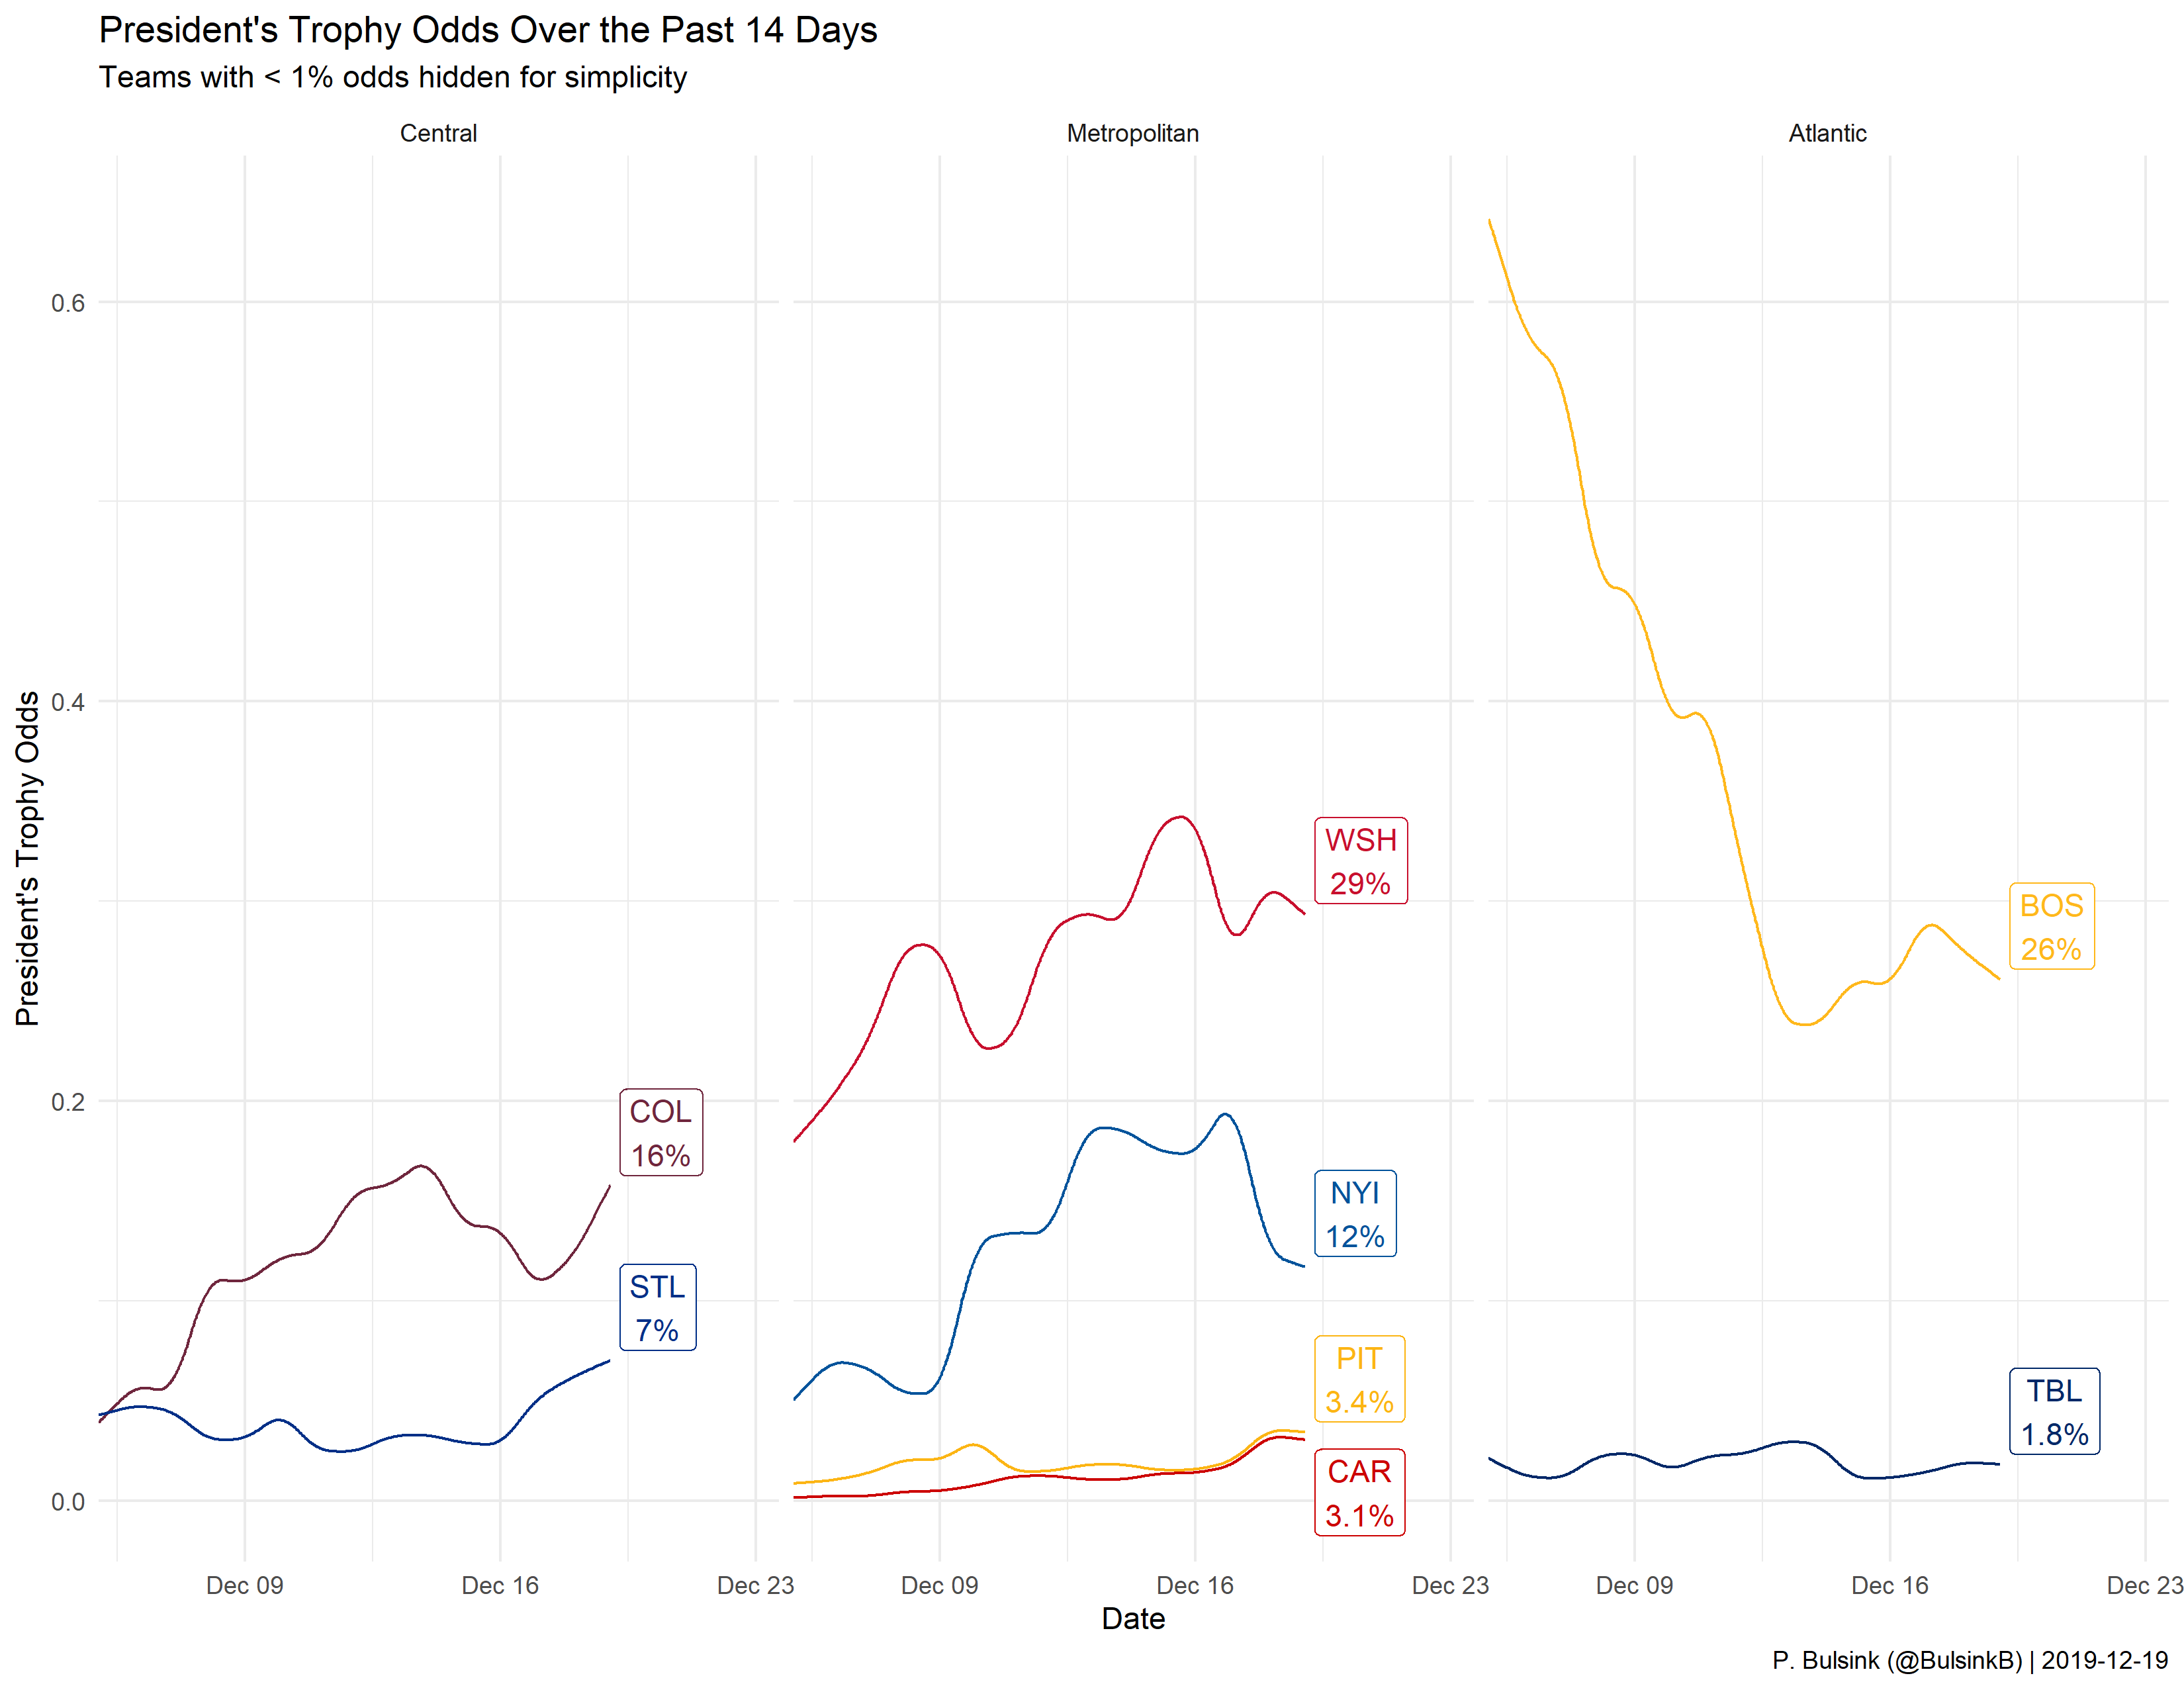 President's Trophy Odds Over the Past 14 Days
Teams with < 1% odds hidden for simplicity
Central
Metropolitan
Atlantic
President's Trophy Odds
0.6
0.4
0.2
0.0
COL
16%
STL
7%
WSH
29%
NYI
12%
PIT
3.4%
CAR
3.1%
BOS
26%
TBL
1.8%
Dec 09 Dec 16 Dec 23 Dec 09 Dec 16 Dec 23 Dec 09 Dec 16 Dec 23
Date
P. Bulsink (@BulsinkB) | 2019-12-19